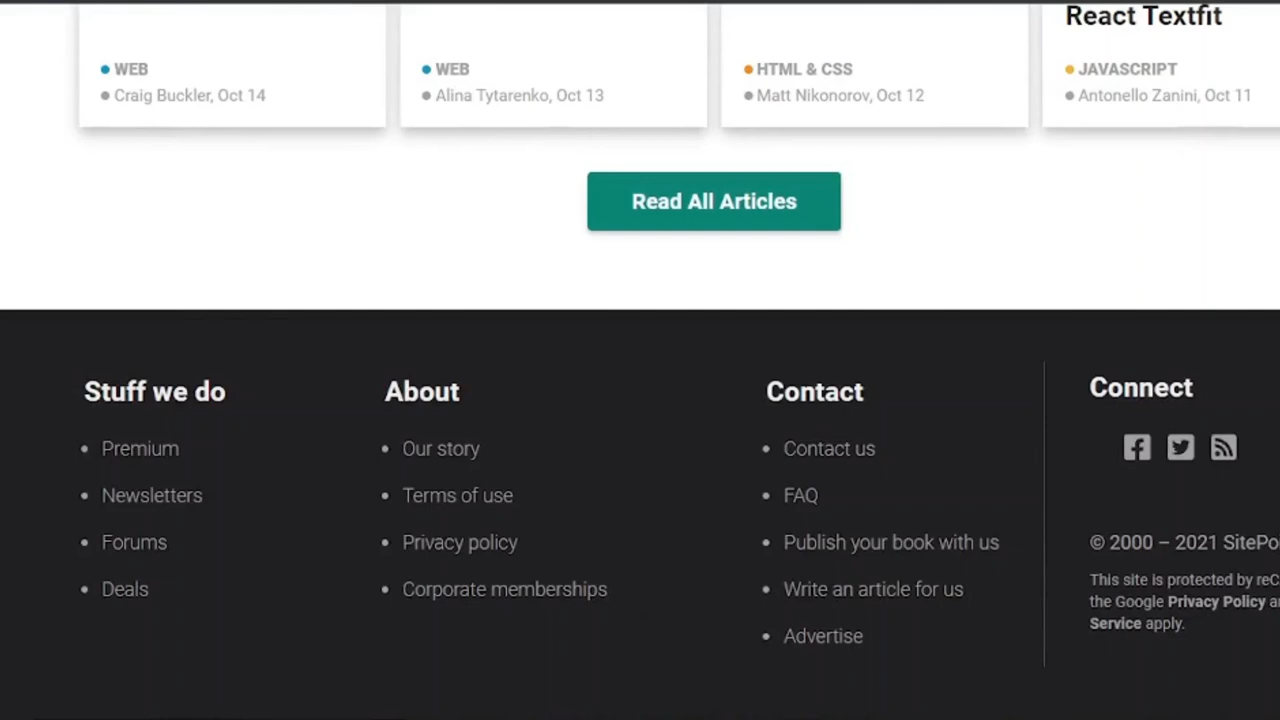 React Textfit
WEB
Craig Buckler, Oct 14
WEB
Alina Tytarenko, Oct 13
HTML & CSS
Matt Nikonorov, Oct 12
JAVASCRIPT
Antonello Zanini, Oct 11
Read All Articles
Stuff we do
Premium
Newsletters
Forums
Deals
About
Our story
Terms of use
Privacy policy
Corporate memberships
Contact
Contact us
FAQ
Publish your book with us
Write an article for us
Advertise
Connect
© 2000 – 2021
This site is protected by
the Google Privacy Policy
Service apply.